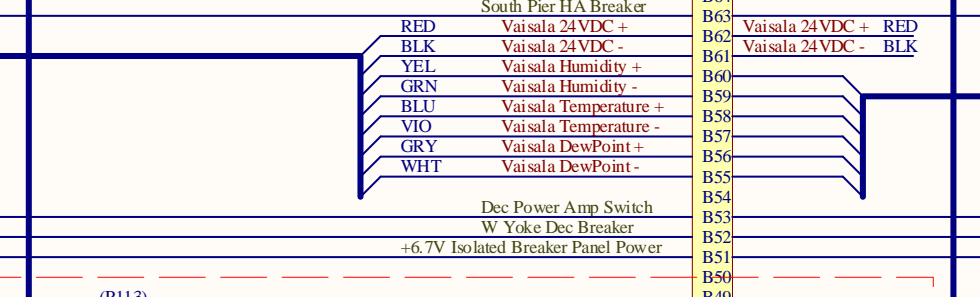 South Pier HA Breaker
B63
RED Vaisala 24VDC + B62 Vaisala 24VDC + RED
BLK Vaisala 24VDC - B61 Vaisala 24VDC - BLK
YEL Vaisala Humidity + B60
GRN Vaisala Humidity - B59
BLU Vaisala Temperature + B58
VIO Vaisala Temperature - B57
GRY Vaisala DewPoint + B56
WHT Vaisala DewPoint - B55
B54
Dec Power Amp Switch B53
W Yoke Dec Breaker B52
+6.7V Isolated Breaker Panel Power B51
B50
(P113) B49